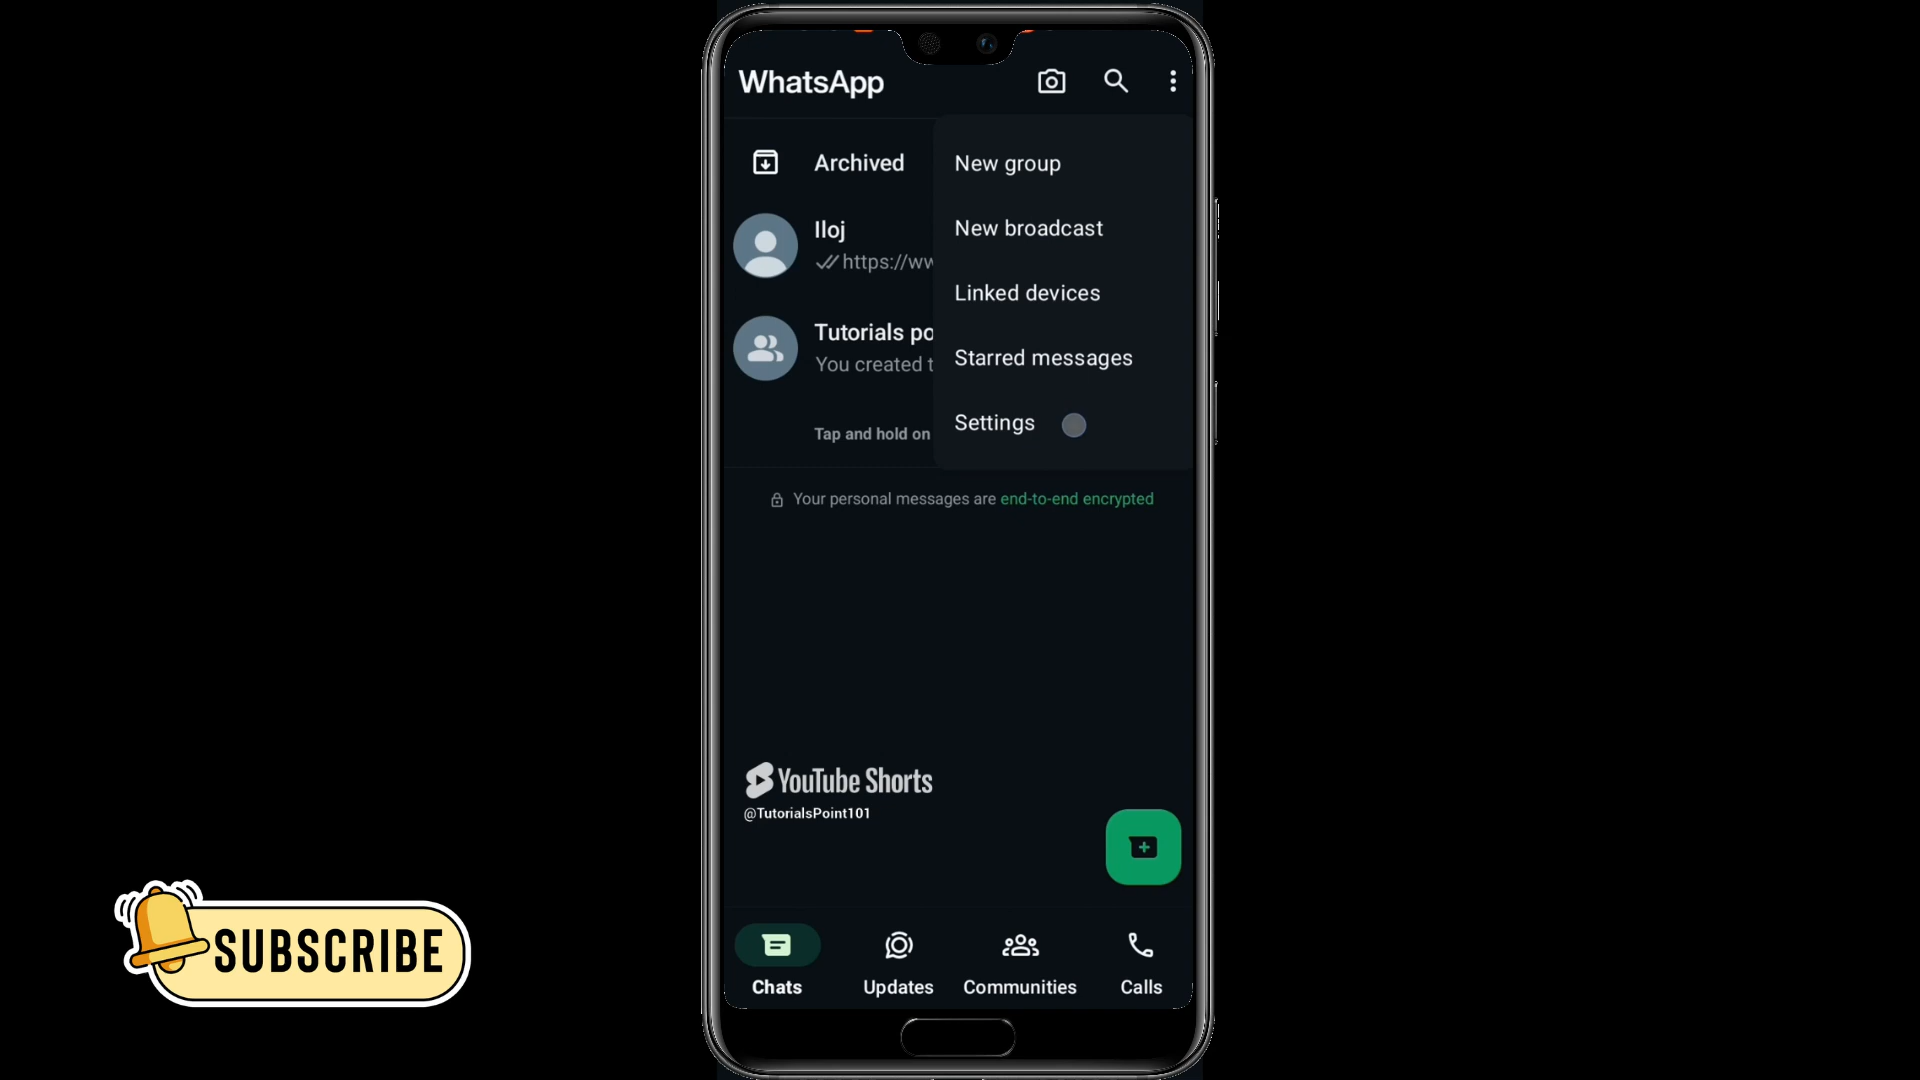 WhatsApp
Archived
Iloj
https://ww
Tutorials po
You created t
Tap and hold on
New group
New broadcast
Linked devices
Starred messages
Settings
Your personal messages are end-to-end encrypted
YouTube Shorts
@TutorialsPoint101
SUBSCRIBE
Chats
Updates
Communities
Calls